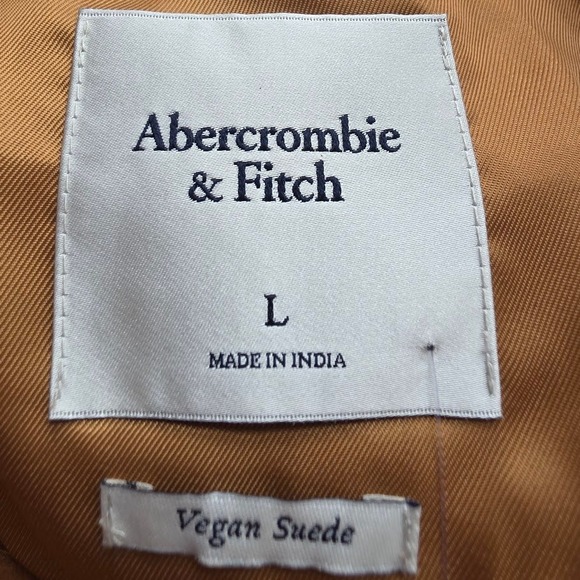 Abercrombie
& Fitch
L
MADE IN INDIA
Vegan Suede